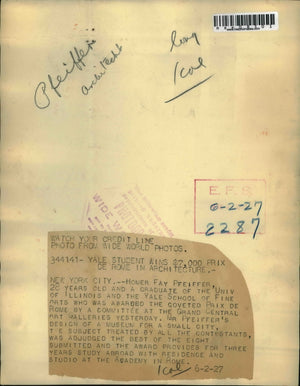 Pfeiffer
architect
long
1col
E.F.S
6-2-27
2287
WIDE W
WATCH YOUR CREDIT LINE
PHOTO FROM WIDE WORLD PHOTOS.
344141- YALE STUDENT WINS $7,000 PRIX
DE ROME IN ARCHITECTURE.-
NEW YORK CITY.--HOMER FAY PFEIFFER,
26 YEARS OLD AND A GRADUATE OF THE UNIV
OF ILLINOIS AND THE YALE SCHOOL OF FINE
ARTS WHO WAS AWARDED THE COVETED PRIX DE
ROME BY A COMMITTEE AT THE GRAND CENTRAL
ART GALLERIES YESTERDAY. MR PFEIFFER'S
DESIGN OF A MUSEUM FOR A SMALL CITY,
THE SUBJECT TREATED BY ALL THE CONTESTANTS,
WAS ADJUDGED THE BEST OF THE EIGHT
SUBMITTED AND THE AWARD PROVIDES FOR THREE
YEARS STUDY ABROAD WITH RESIDENCE AND
STUDIO AT THE ACADEMY IN ROME.
1col 6-2-27